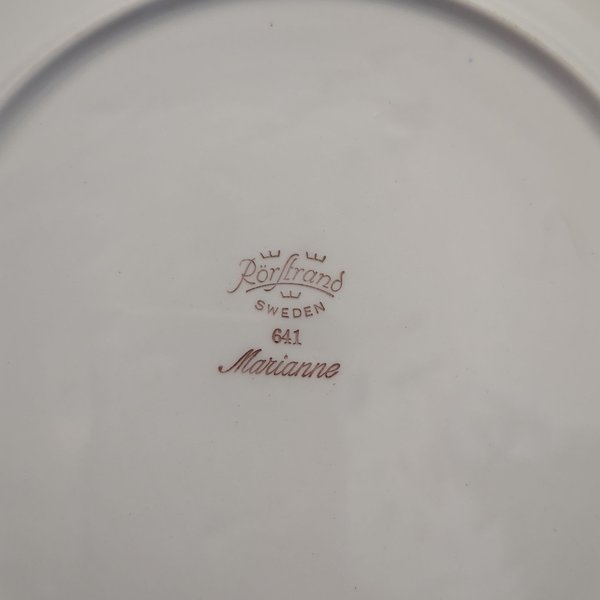 Rörstrand
SWEDEN
641
Marianne